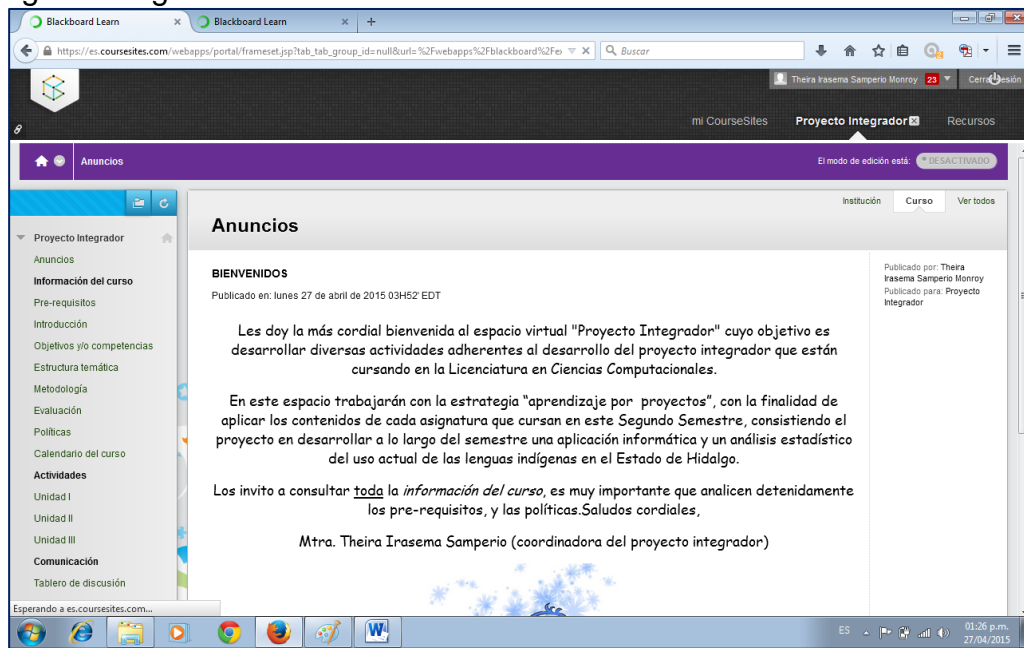 Blackboard Learn
Blackboard Learn
https://es.coursesites.com/webapps/portal/frameset.jsp?tab_tab_group_id=null&url=%2Fwebapps%2Fblackboard%2Fe
Buscar
Theira Irasema Samperio Monroy 23
Cerrar sesión
mi CourseSites Proyecto Integrador Recursos
Anuncios
El modo de edición está: DESACTIVADO
Institución Curso Ver todos
Proyecto Integrador
Anuncios
Información del curso
Pre-requisitos
Introducción
Objetivos y/o competencias
Estructura temática
Metodología
Evaluación
Políticas
Calendario del curso
Actividades
Unidad I
Unidad II
Unidad III
Comunicación
Tablero de discusión
Anuncios
BIENVENIDOS
Publicado en: lunes 27 de abril de 2015 03H52' EDT
Les doy la más cordial bienvenida al espacio virtual "Proyecto Integrador" cuyo objetivo es
desarrollar diversas actividades adherentes al desarrollo del proyecto integrador que están
cursando en la Licenciatura en Ciencias Computacionales.
En este espacio trabajarán con la estrategia “aprendizaje por proyectos”, con la finalidad de
aplicar los contenidos de cada asignatura que cursan en este Segundo Semestre, consistiendo el
proyecto en desarrollar a lo largo del semestre una aplicación informática y un análisis estadístico
del uso actual de las lenguas indígenas en el Estado de Hidalgo.
Los invito a consultar toda la información del curso, es muy importante que analicen detenidamente
los pre-requisitos, y las políticas.Saludos cordiales,
Mtra. Theira Irasema Samperio (coordinadora del proyecto integrador)
Publicado por: Theira
Irasema Samperio Monroy
Publicado para: Proyecto
Integrador
Esperando a es.coursesites.com...
ES
01:26 p.m.
27/04/2015